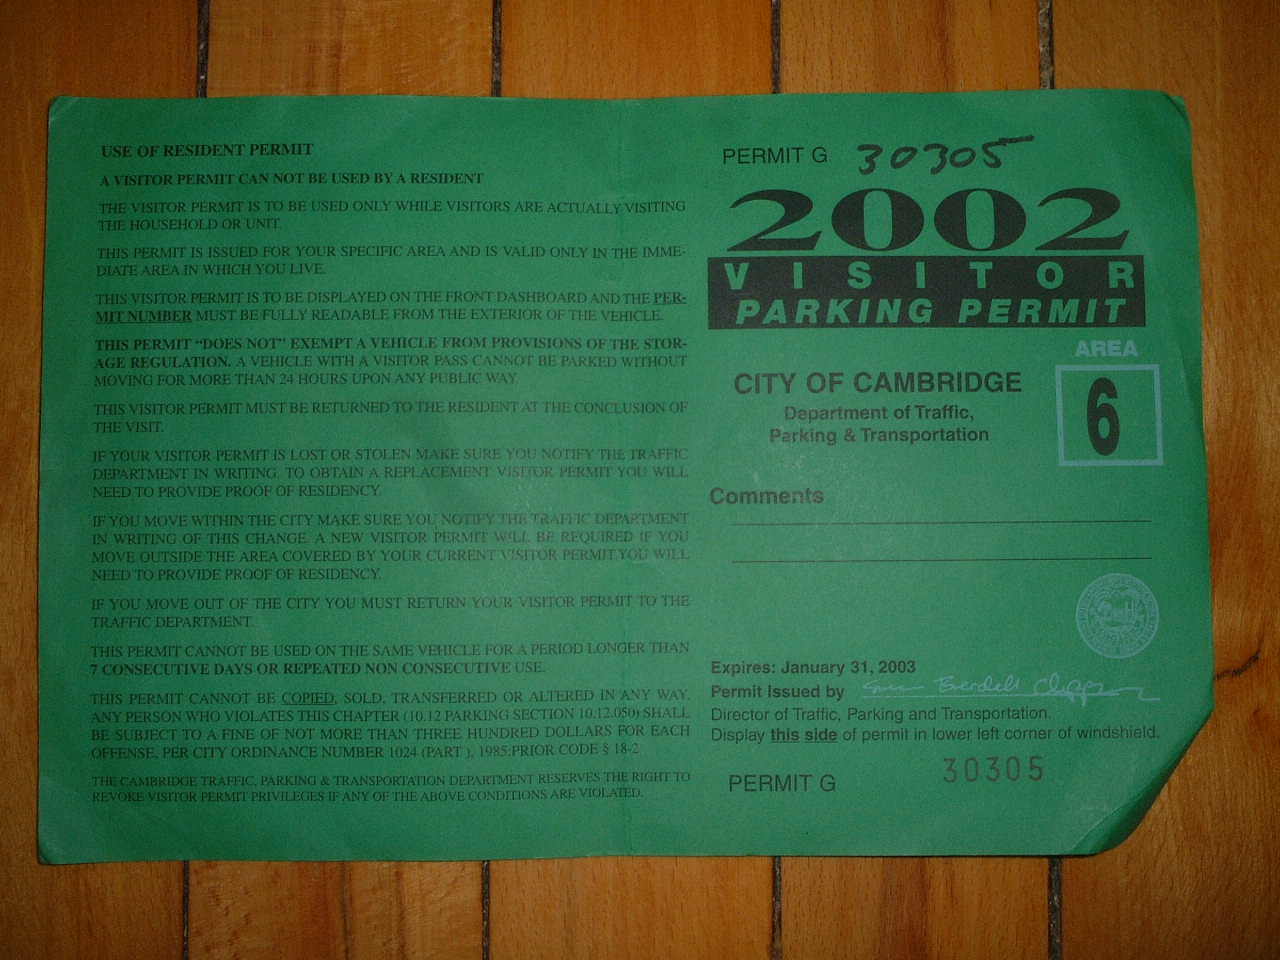 USE OF RESIDENT PERMIT
A VISITOR PERMIT CAN NOT BE USED BY A RESIDENT
THE VISITOR PERMIT IS TO BE USED ONLY WHILE VISITORS ARE ACTUALLY VISITING
THE HOUSEHOLD OR UNIT.
THIS PERMIT IS ISSUED FOR YOUR SPECIFIC AREA AND IS VALID ONLY IN THE IMME-
DIATE AREA IN WHICH YOU LIVE.
THIS VISITOR PERMIT IS TO BE DISPLAYED ON THE FRONT DASHBOARD AND THE PER-
MIT NUMBER MUST BE FULLY READABLE FROM THE EXTERIOR OF THE VEHICLE.
THIS PERMIT “DOES NOT” EXEMPT A VEHICLE FROM PROVISIONS OF THE STOR-
AGE REGULATION. A VEHICLE WITH A VISITOR PASS CANNOT BE PARKED WITHOUT
MOVING FOR MORE THAN 24 HOURS UPON ANY PUBLIC WAY.
THIS VISITOR PERMIT MUST BE RETURNED TO THE RESIDENT AT THE CONCLUSION OF
THE VISIT.
IF YOUR VISITOR PERMIT IS LOST OR STOLEN MAKE SURE YOU NOTIFY THE TRAFFIC
DEPARTMENT IN WRITING. TO OBTAIN A REPLACEMENT VISITOR PERMIT YOU WILL
NEED TO PROVIDE PROOF OF RESIDENCY.
IF YOU MOVE WITHIN THE CITY MAKE SURE YOU NOTIFY THE TRAFFIC DEPARTMENT
IN WRITING OF THIS CHANGE. A NEW VISITOR PERMIT WILL BE REQUIRED IF YOU
MOVE OUTSIDE THE AREA COVERED BY YOUR CURRENT VISITOR PERMIT YOU WILL
NEED TO PROVIDE PROOF OF RESIDENCY.
IF YOU MOVE OUT OF THE CITY YOU MUST RETURN YOUR VISITOR PERMIT TO THE
TRAFFIC DEPARTMENT.
THIS PERMIT CANNOT BE USED ON THE SAME VEHICLE FOR A PERIOD LONGER THAN
7 CONSECUTIVE DAYS OR REPEATED NON CONSECUTIVE USE.
THIS PERMIT CANNOT BE COPIED, SOLD, TRANSFERRED OR ALTERED IN ANY WAY.
ANY PERSON WHO VIOLATES THIS CHAPTER (10.12 PARKING SECTION 10.12.050) SHALL
BE SUBJECT TO A FINE OF NOT MORE THAN THREE HUNDRED DOLLARS FOR EACH
OFFENSE. PER CITY ORDINANCE NUMBER 1024 (PART ), 1985:PRIOR CODE § 18-2
THE CAMBRIDGE TRAFFIC, PARKING & TRANSPORTATION DEPARTMENT RESERVES THE RIGHT TO
REVOKE VISITOR PERMIT PRIVILEGES IF ANY OF THE ABOVE CONDITIONS ARE VIOLATED.
PERMIT G 30305
2002
VISITOR
PARKING PERMIT
AREA
6
CITY OF CAMBRIDGE
Department of Traffic,
Parking & Transportation
Comments
Expires: January 31, 2003
Permit Issued by
Director of Traffic, Parking and Transportation.
Display this side of permit in lower left corner of windshield.
PERMIT G 30305